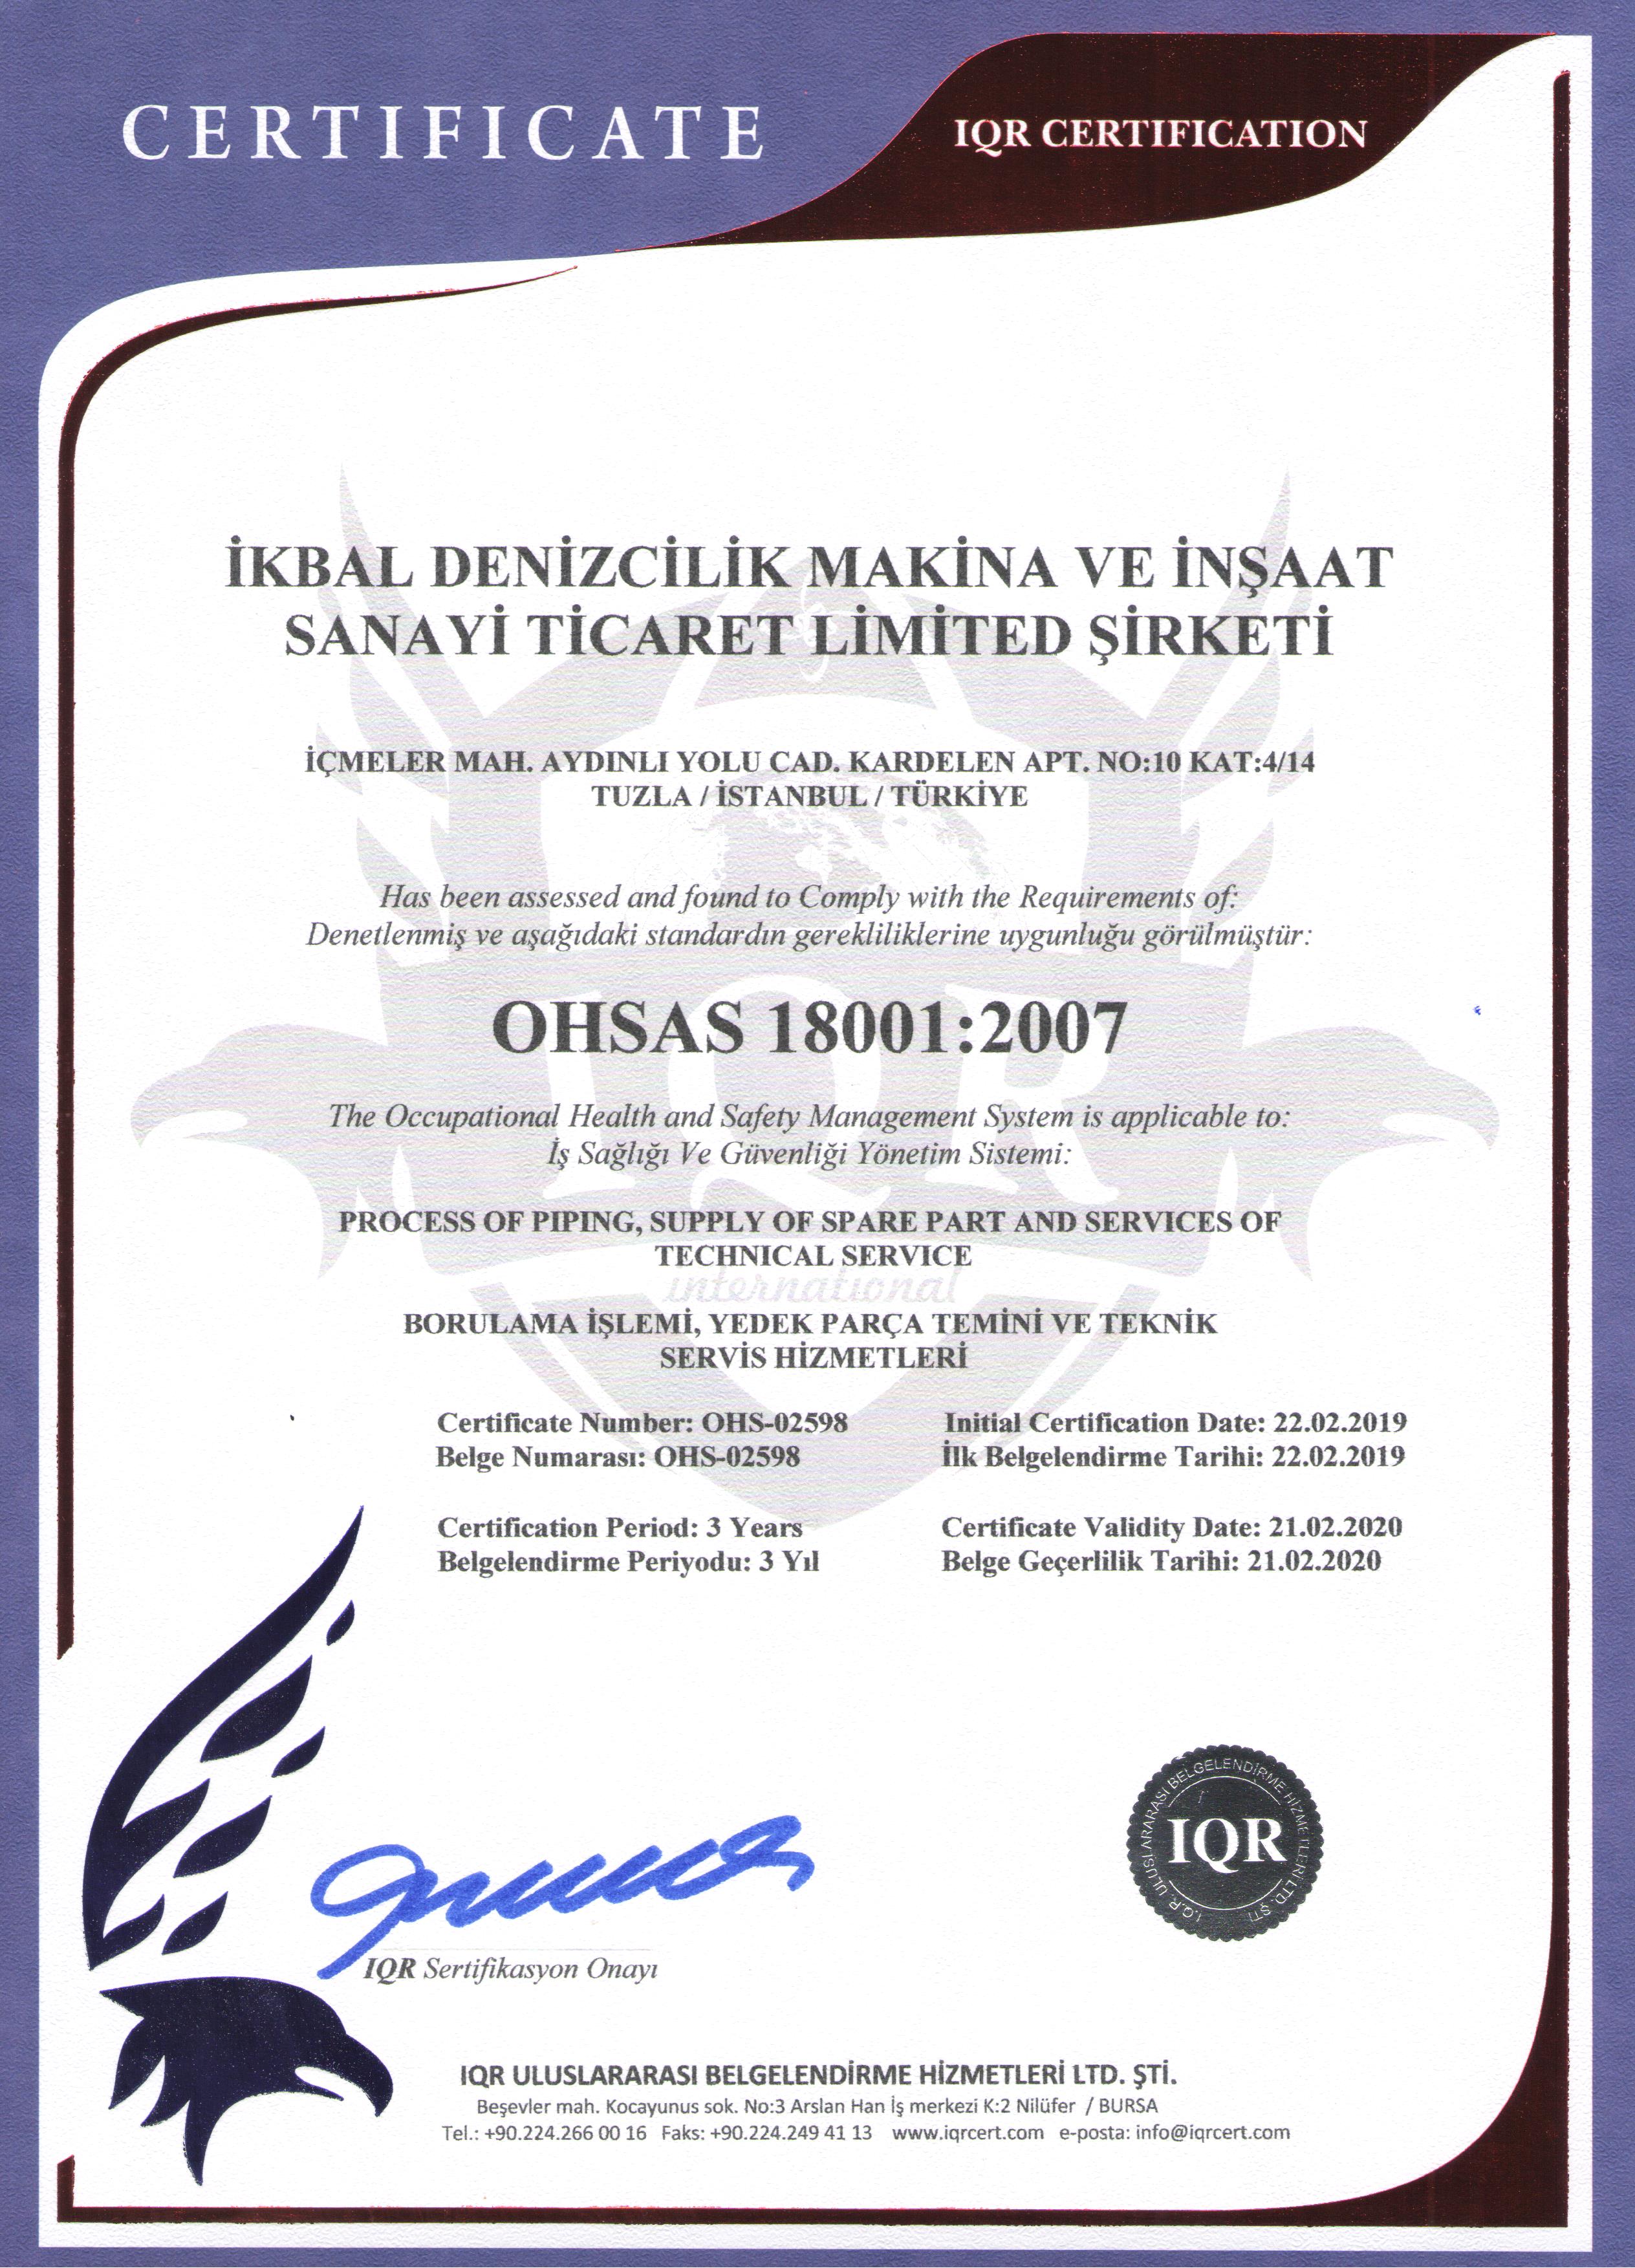 CERTIFICATE
IQR CERTIFICATION
İKBAL DENİZCİLİK MAKİNA VE İNŞAAT
SANAYİ TİCARET LİMİTED ŞİRKETİ
İÇMELER MAH. AYDINLI YOLU CAD. KARDELEN APT. NO:10 KAT:4/14
TUZLA / İSTANBUL / TÜRKİYE
Has been assessed and found to Comply with the Requirements of:
Denetlenmiş ve aşağıdaki standardın gerekliliklerine uygunluğu görülmüştür:
IQR
OHSAS 18001:2007
The Occupational Health and Safety Management System is applicable to:
İş Sağlığı Ve Güvenliği Yönetim Sistemi:
PROCESS OF PIPING, SUPPLY OF SPARE PART AND SERVICES OF
TECHNICAL SERVICE
international
BORULAMA İŞLEMİ, YEDEK PARÇA TEMİNİ VE TEKNİK
SERVİS HİZMETLERİ
Certificate Number: OHS-02598
Belge Numarası: OHS-02598
Initial Certification Date: 22.02.2019
İlk Belgelendirme Tarihi: 22.02.2019
Certification Period: 3 Years
Belgelendirme Periyodu: 3 Yıl
Certificate Validity Date: 21.02.2020
Belge Geçerlilik Tarihi: 21.02.2020
I.Q.R. ULUSLARARASI BELGELENDİRME HİZMETLERİ LTD. ŞTİ
IQR
IQR Sertifikasyon Onayı
IQR ULUSLARARASI BELGELENDİRME HİZMETLERİ LTD. ŞTİ.
Beşevler mah. Kocayunus sok. No:3 Arslan Han İş merkezi K:2 Nilüfer / BURSA
Tel.: +90.224.266 00 16 Faks: +90.224.249 41 13 www.iqrcert.com e-posta: info@iqrcert.com